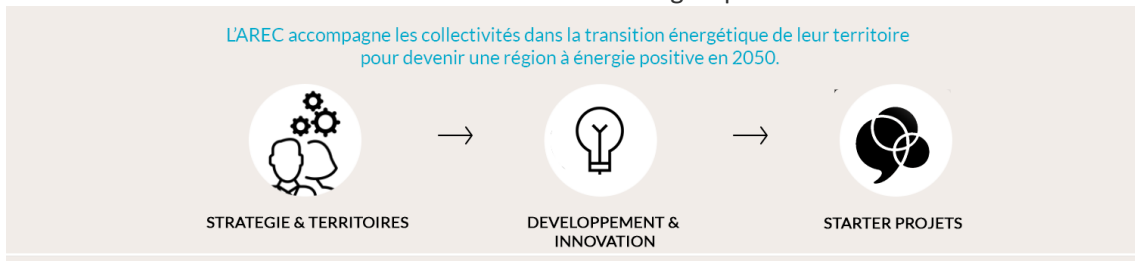 L'AREC accompagne les collectivités dans la transition énergétique de leur territoire
pour devenir une région à énergie positive en 2050.
STRATEGIE & TERRITOIRES
DEVELOPPEMENT &
INNOVATION
STARTER PROJETS